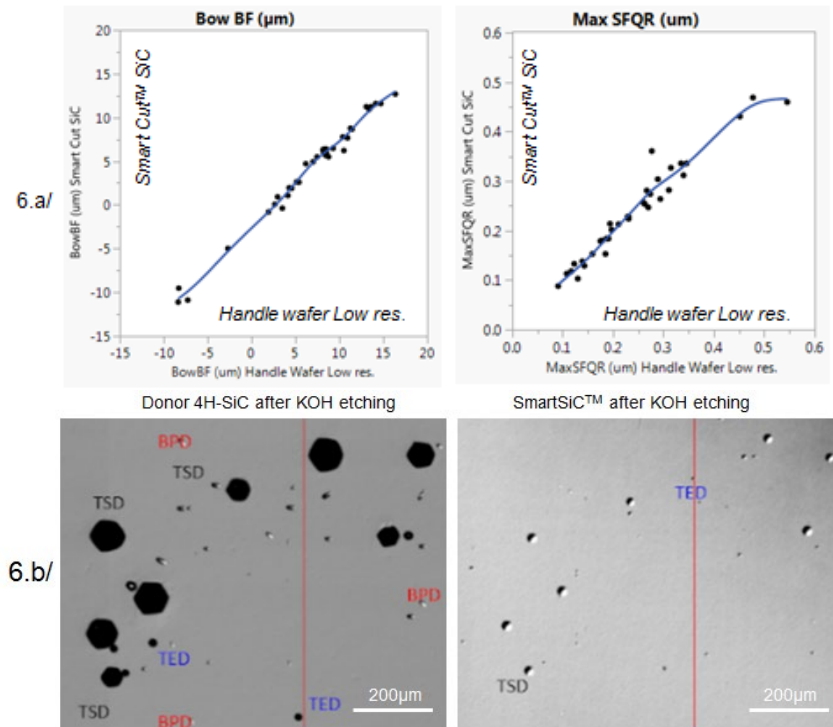 Bow BF (µm)
20
15
10
5
0
-5
-10
-15
BowBF (um) Smart Cut SiC
Smart Cut™ SiC
Handle wafer Low res.
-15 -10 -5 0 5 10 15 20
BowBF (um) Handle Wafer Low res.
Max SFQR (um)
0.6
0.5
0.4
0.3
0.2
0.1
0.0
MaxSFQR (um) Smart Cut SiC
Smart Cut™ SiC
Handle wafer Low res.
0.0 0.1 0.2 0.3 0.4 0.5 0.6
MaxSFQR (um) Handle Wafer Low res.
6.a/
Donor 4H-SiC after KOH etching
BPD
TSD
TSD
BPD
TED
TED
TSD
BPD
200µm
SmartSiC™ after KOH etching
TED
TSD
200µm
6.b/